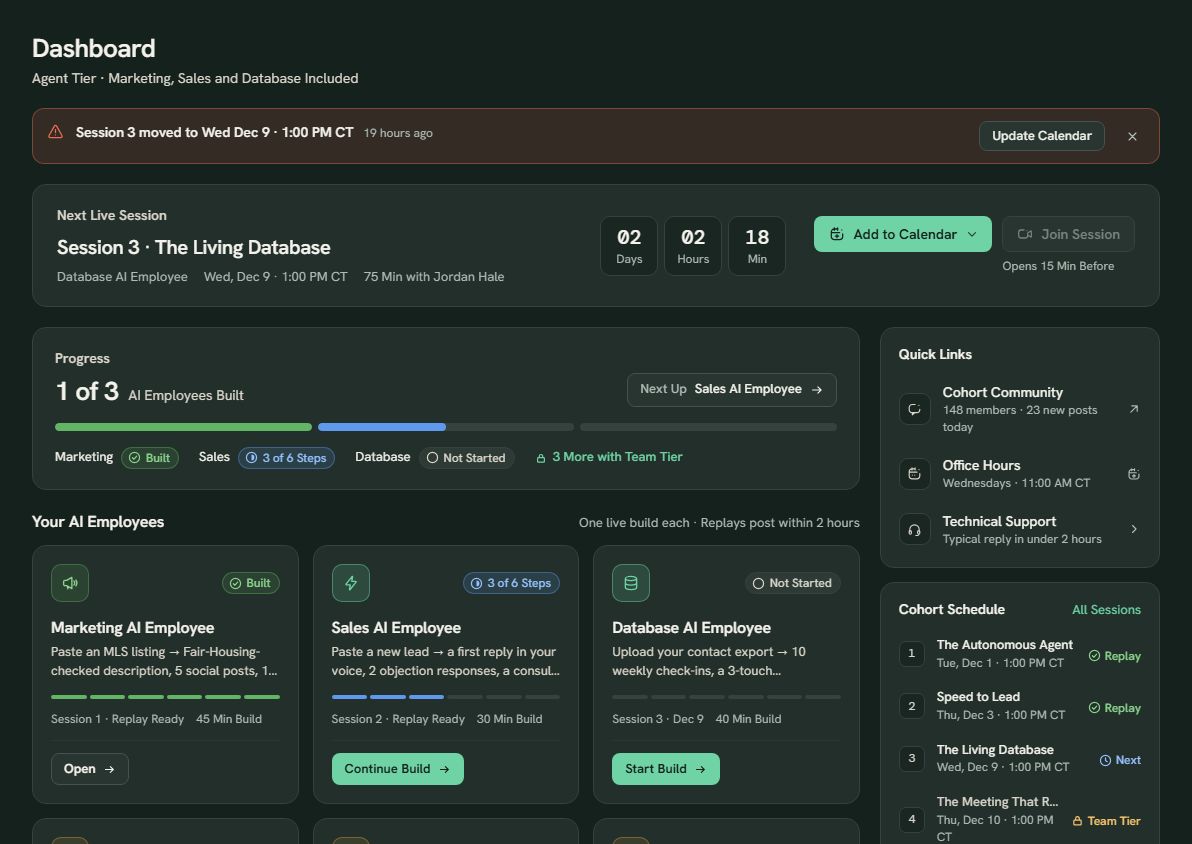 Dashboard
Agent Tier · Marketing, Sales and Database Included
Session 3 moved to Wed Dec 9 · 1:00 PM CT 19 hours ago
Update Calendar
Next Live Session
Session 3 · The Living Database
Database AI Employee Wed, Dec 9 · 1:00 PM CT 75 Min with Jordan Hale
02 Days
02 Hours
18 Min
Add to Calendar
Join Session
Opens 15 Min Before
Progress
1 of 3 AI Employees Built
Next Up Sales AI Employee →
Marketing Built Sales 3 of 6 Steps Database Not Started 3 More with Team Tier
Your AI Employees
One live build each · Replays post within 2 hours
Built
Marketing AI Employee
Paste an MLS listing → Fair-Housing-
checked description, 5 social posts, 1...
Session 1 · Replay Ready 45 Min Build
Open →
3 of 6 Steps
Sales AI Employee
Paste a new lead → a first reply in your
voice, 2 objection responses, a consul...
Session 2 · Replay Ready 30 Min Build
Continue Build →
Not Started
Database AI Employee
Upload your contact export → 10
weekly check-ins, a 3-touch...
Session 3 · Dec 9 40 Min Build
Start Build →
Quick Links
Cohort Community
148 members · 23 new posts
today
Office Hours
Wednesdays · 11:00 AM CT
Technical Support
Typical reply in under 2 hours
Cohort Schedule
All Sessions
1 The Autonomous Agent
Tue, Dec 1 · 1:00 PM CT
Replay
2 Speed to Lead
Thu, Dec 3 · 1:00 PM CT
Replay
3 The Living Database
Wed, Dec 9 · 1:00 PM CT
Next
4 The Meeting That R...
Thu, Dec 10 · 1:00 PM
CT
Team Tier